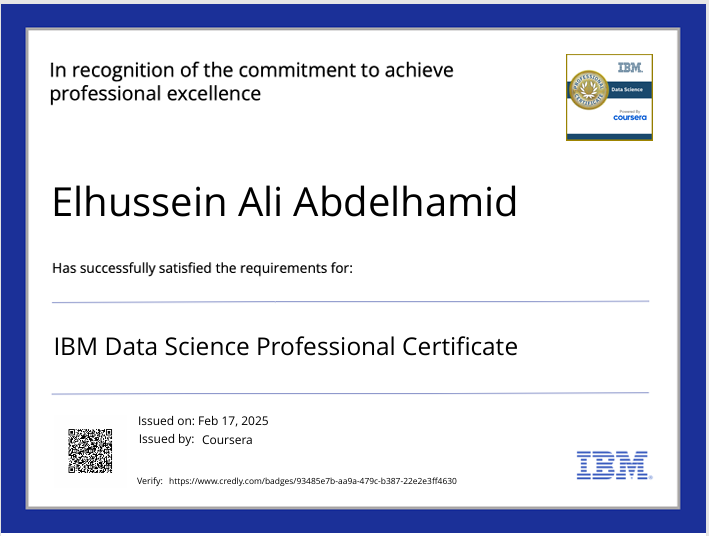 In recognition of the commitment to achieve
professional excellence
IBM
Data Science
PROFESSIONAL
CERTIFICATE
Powered By
coursera
Elhussein Ali Abdelhamid
Has successfully satisfied the requirements for:
IBM Data Science Professional Certificate
Issued on: Feb 17, 2025
Issued by: Coursera
Verify: https://www.credly.com/badges/93485e7b-aa9a-479c-b387-22e2e3ff4630
IBM